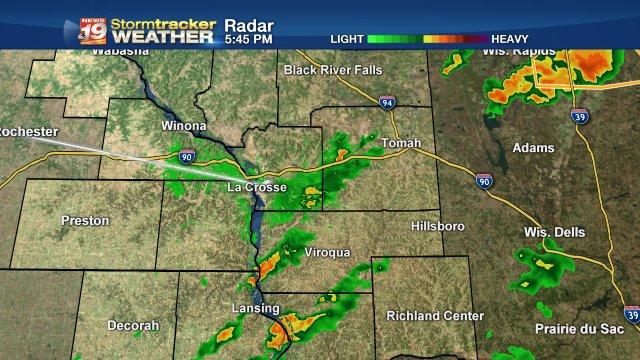 NEWS 19
Stormtracker
WEATHER
Radar
5:45 PM
LIGHT
HEAVY
Wabasha
Black River Falls
Wis. Rapids
94
39
Rochester
Winona
Tomah
Adams
90
La Crosse
90
Preston
Hillsboro
Wis. Dells
Viroqua
Lansing
Richland Center
39
Decorah
Prairie du Sac